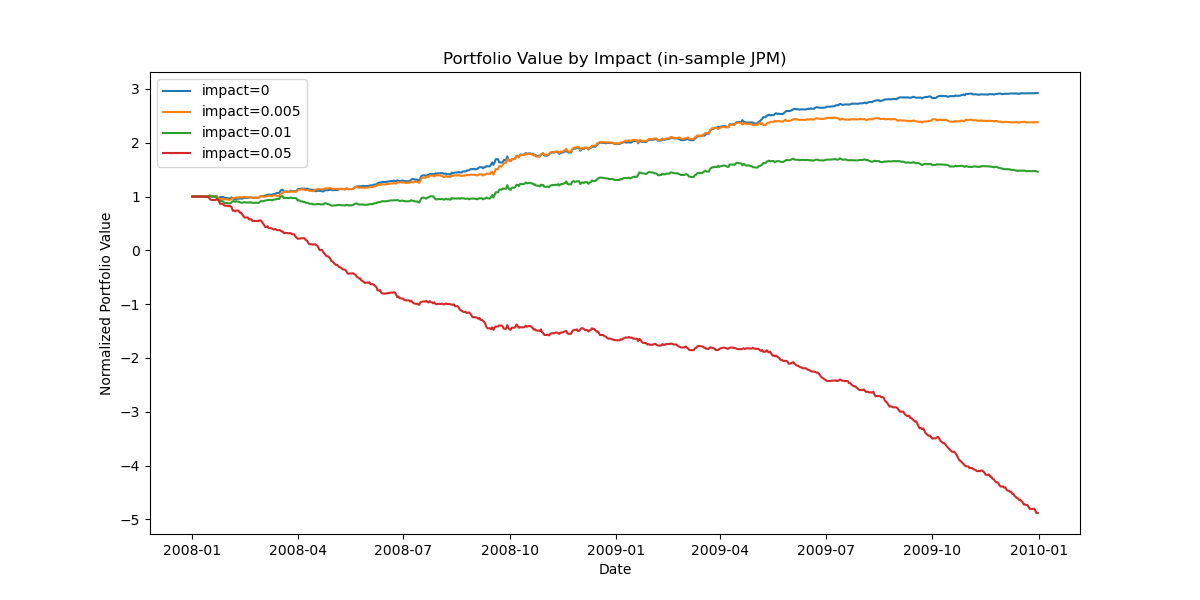 Portfolio Value by Impact (in-sample JPM)
impact=0
impact=0.005
impact=0.01
impact=0.05
Normalized Portfolio Value
3
2
1
0
−1
−2
−3
−4
−5
2008-01 2008-04 2008-07 2008-10 2009-01 2009-04 2009-07 2009-10 2010-01
Date